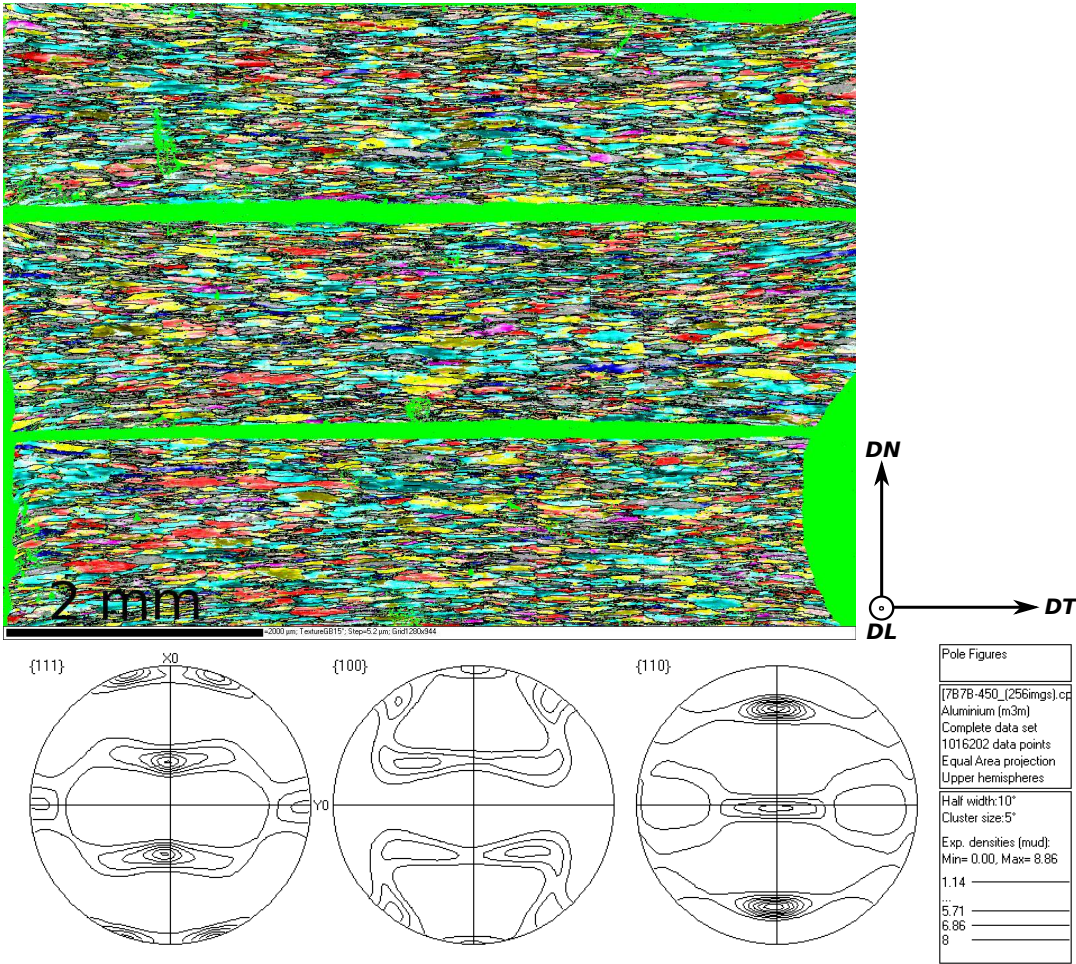 DN
DT
DL
2 mm
=2000 µm; TextureGB15°; Step=5.2 µm; Grid1280x944
{111}
X0
Y0
{100}
{110}
Pole Figures
[7B7B-450_(256imgs).cp
Aluminium (m3m)
Complete data set
1016202 data points
Equal Area projection
Upper hemispheres
Half width:10°
Cluster size:5°
Exp. densities (mud):
Min= 0.00, Max= 8.86
1.14
...
5.71
6.86
8